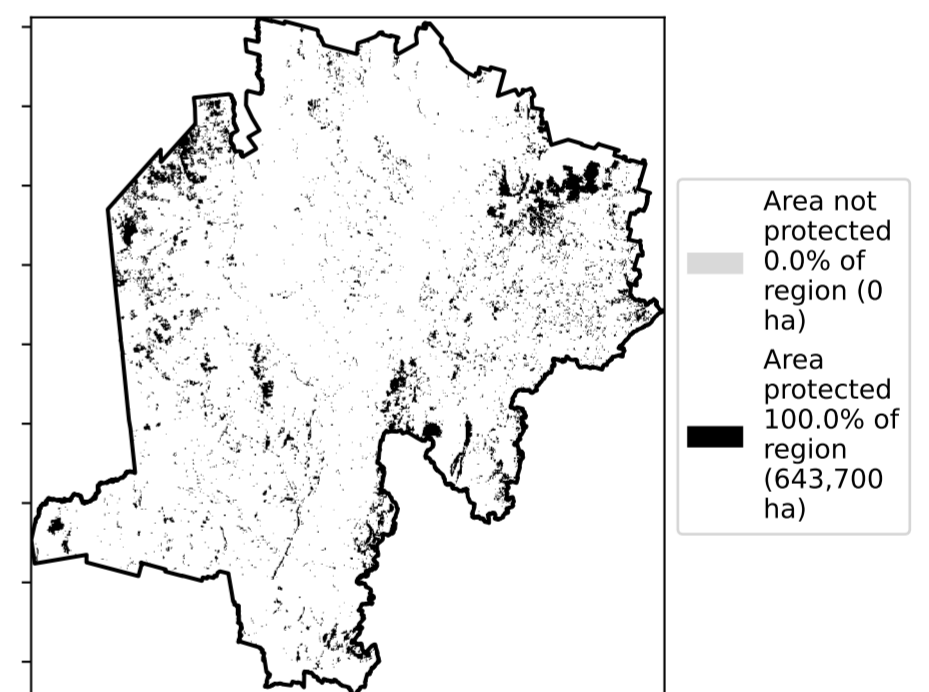 Area not
protected
0.0% of
region (0
ha)
Area
protected
100.0% of
region
(643,700
ha)